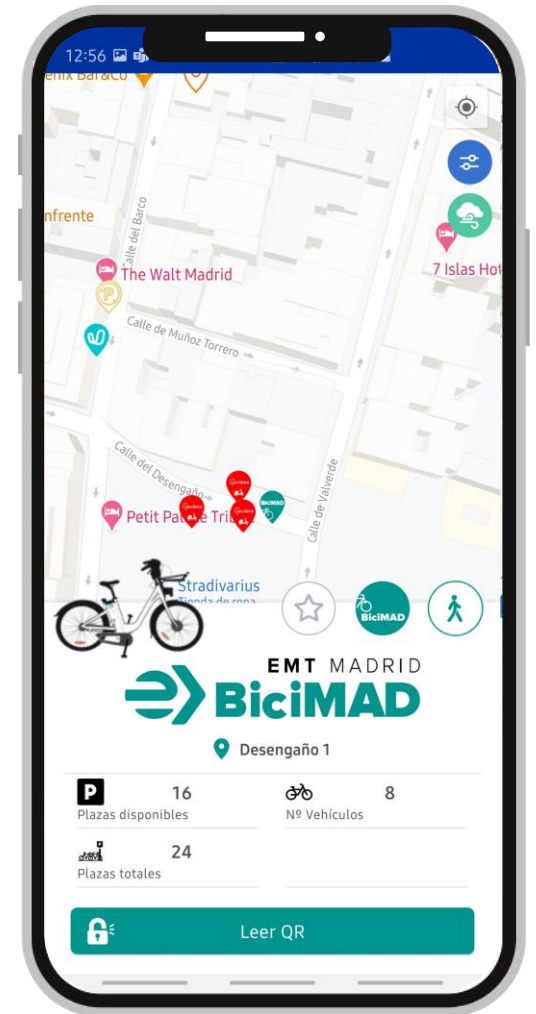 12:56
enix Bar&Co
Calle del Barco
nfrente
The Walt Madrid
7 Islas Hot
Calle de Muñoz Torrero
Calle del Desengaño
Calle de Valverde
BiciMAD
Petit Palace Tri
Stradivarius
Tienda de ropa
BiciMAD
EMT MADRID
BiciMAD
Desengaño 1
P 16
Plazas disponibles
8
Nº Vehículos
24
Plazas totales
Leer QR